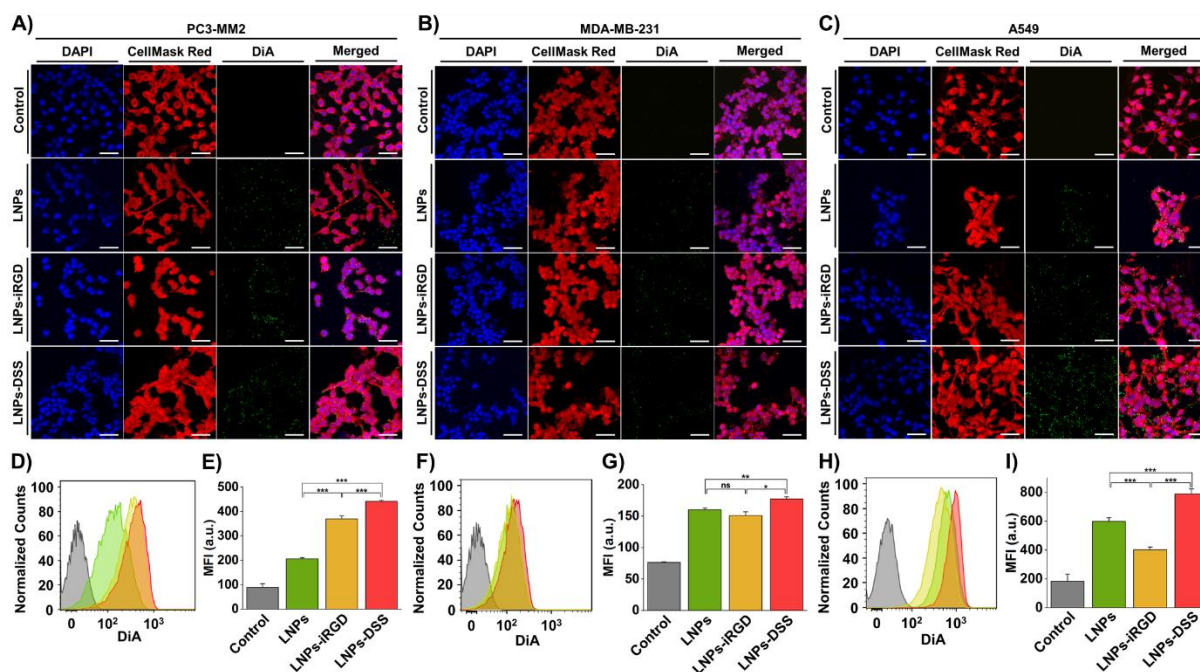 A)
PC3-MM2
DAPI CellMask Red DiA Merged
Control
LNPs
LNPs-iRGD
LNPs-DSS
B)
MDA-MB-231
DAPI CellMask Red DiA Merged
Control
LNPs
LNPs-iRGD
LNPs-DSS
C)
A549
DAPI CellMask Red DiA Merged
Control
LNPs
LNPs-iRGD
LNPs-DSS
D)
Normalized Counts
100
80
60
40
20
0
0 10² 10³
DiA
E)
MFI (a.u.)
500
400
300
200
100
0
***
*** ***
Control LNPs LNPs-iRGD LNPs-DSS
F)
Normalized Counts
100
80
60
40
20
0
0 10² 10³
DiA
G)
MFI (a.u.)
200
150
100
50
0
**
ns *
Control LNPs LNPs-iRGD LNPs-DSS
H)
Normalized Counts
100
80
60
40
20
0
0 10² 10³
DiA
I)
MFI (a.u.)
800
600
400
200
0
***
*** ***
Control LNPs LNPs-iRGD LNPs-DSS